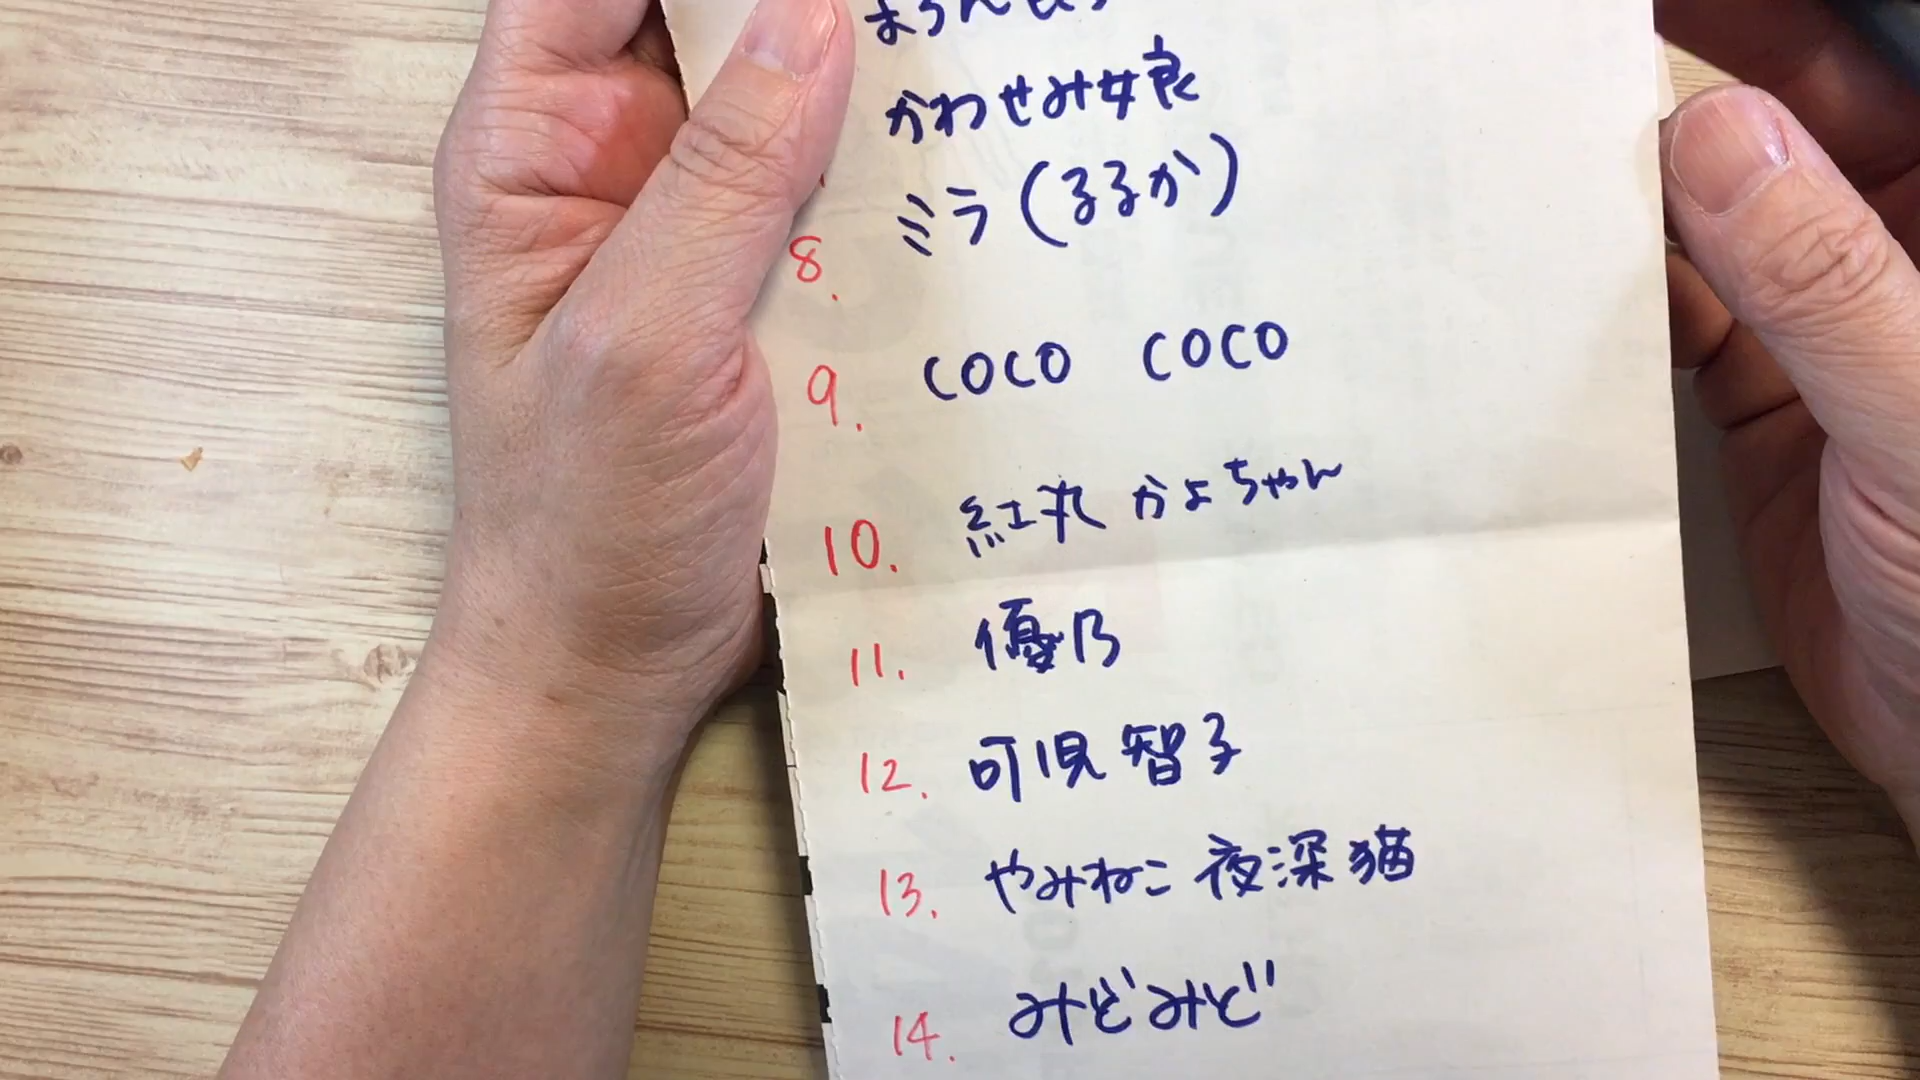 かわせみ娘
8. ミラ(るるか)
9. COCO COCO
10. 紅丸 かよちゃん
11. 優乃
12. 可児 智子
13. やみねこ 夜深猫
14. みどみど